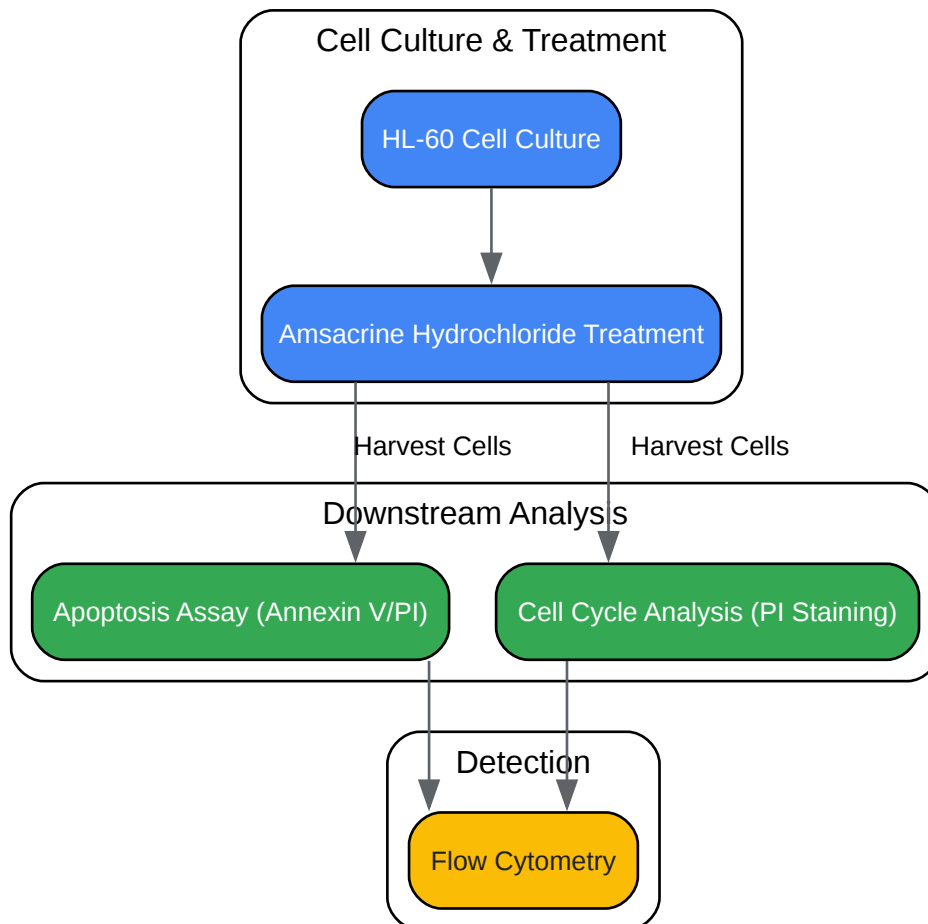 Cell Culture & Treatment
HL-60 Cell Culture
Amsacrine Hydrochloride Treatment
Harvest Cells
Harvest Cells
Downstream Analysis
Apoptosis Assay (Annexin V/PI)
Cell Cycle Analysis (PI Staining)
Detection
Flow Cytometry